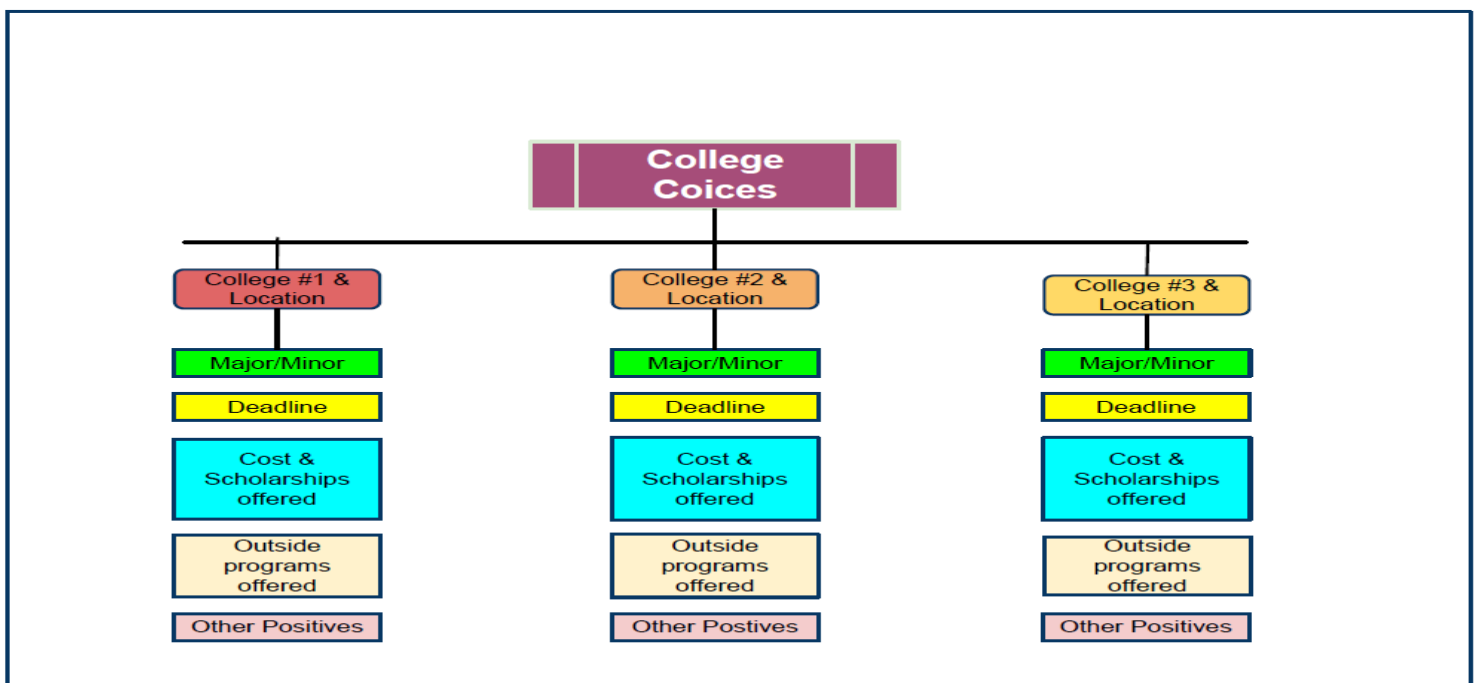 College
Coices
College #1 &
Location
College #2 &
Location
College #3 &
Location
Major/Minor
Major/Minor
Major/Minor
Deadline
Deadline
Deadline
Cost &
Scholarships
offered
Cost &
Scholarships
offered
Cost &
Scholarships
offered
Outside
programs
offered
Outside
programs
offered
Outside
programs
offered
Other Positives
Other Postives
Other Positives